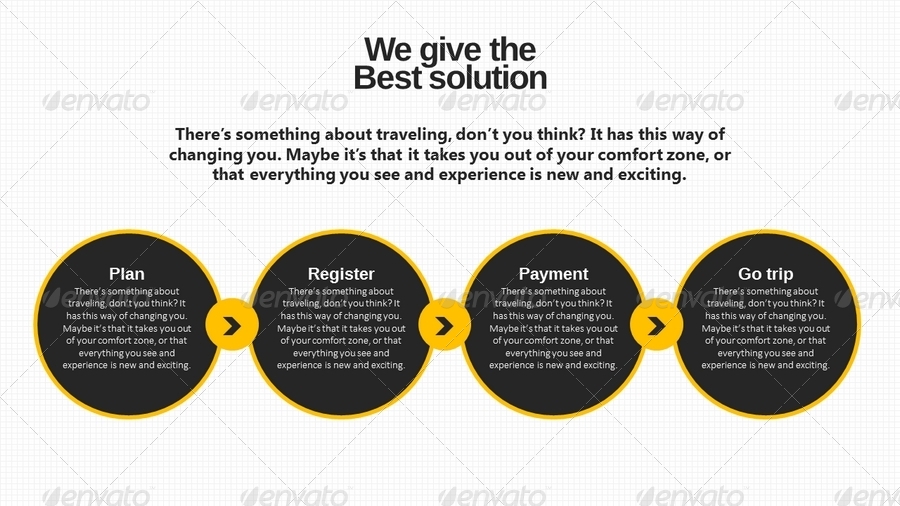 We give the
Best solution
There's something about traveling, don't you think? It has this way of
changing you. Maybe it's that it takes you out of your comfort zone, or
that everything you see and experience is new and exciting.
Plan
There's something about
traveling, don't you think? It
has this way of changing you.
Maybe it's that it takes you out
of your comfort zone, or that
everything you see and
experience is new and exciting.
Register
There's something about
traveling, don't you think? It
has this way of changing you.
Maybe it's that it takes you out
of your comfort zone, or that
everything you see and
experience is new and exciting.
Payment
There's something about
traveling, don't you think? It
has this way of changing you.
Maybe it's that it takes you out
of your comfort zone, or that
everything you see and
experience is new and exciting.
Go trip
There's something about
traveling, don't you think? It
has this way of changing you.
Maybe it's that it takes you out
of your comfort zone, or that
everything you see and
experience is new and exciting.
envato envato envato envato envato
envato envato envato envato envato
envato envato envato envato envato